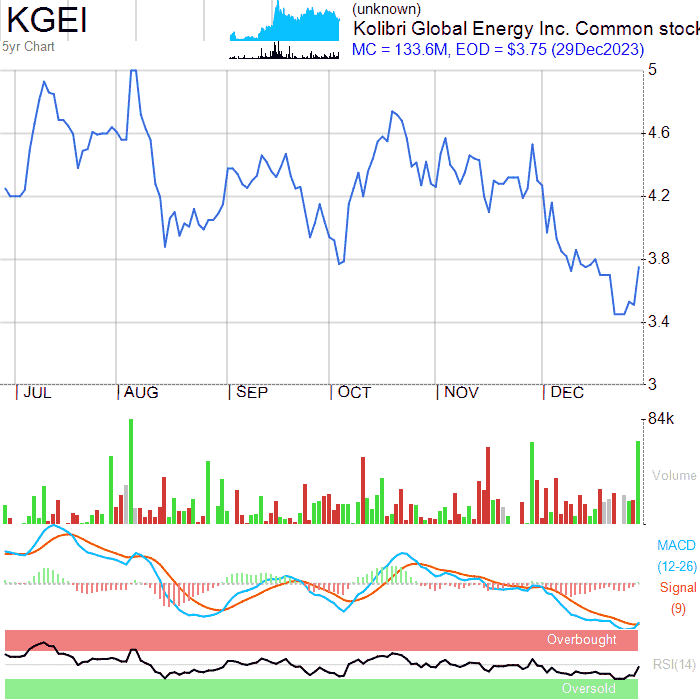 KGEI
5yr Chart
(unknown)
Kolibri Global Energy Inc. Common stock
MC = 133.6M, EOD = $3.75 (29Dec2023)
5
4.6
4.2
3.8
3.4
3
JUL AUG SEP OCT NOV DEC
84k
Volume
MACD
(12-26)
Signal
(9)
Overbought
RSI(14)
Oversold